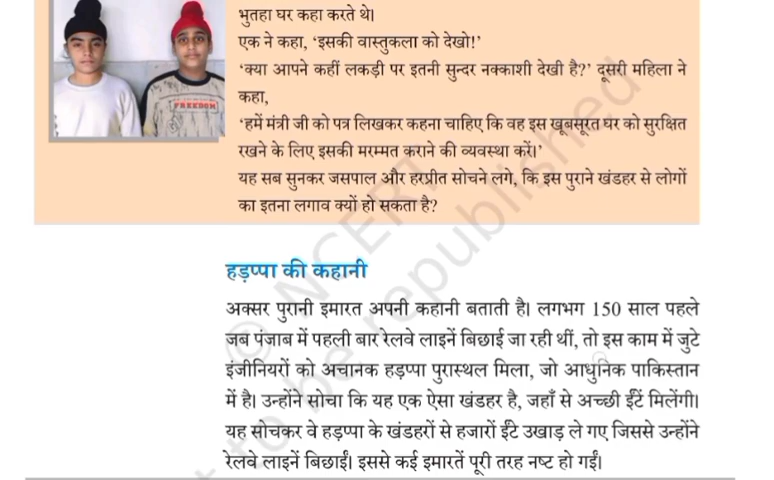 भुतहा घर कहा करते थे।
एक ने कहा, ‘इसकी वास्तुकला को देखो!’
‘क्या आपने कहीं लकड़ी पर इतनी सुन्दर नक्काशी देखी है?’ दूसरी महिला ने
कहा,
‘हमें मंत्री जी को पत्र लिखकर कहना चाहिए कि वह इस खूबसूरत घर को सुरक्षित
रखने के लिए इसकी मरम्मत कराने की व्यवस्था करें।’
यह सब सुनकर जसपाल और हरप्रीत सोचने लगे, कि इस पुराने खंडहर से लोगों
का इतना लगाव क्यों हो सकता है?
FREEDOM
हड़प्पा की कहानी
अक्सर पुरानी इमारत अपनी कहानी बताती है। लगभग 150 साल पहले
जब पंजाब में पहली बार रेलवे लाइनें बिछाई जा रही थीं, तो इस काम में जुटे
इंजीनियरों को अचानक हड़प्पा पुरास्थल मिला, जो आधुनिक पाकिस्तान
में है। उन्होंने सोचा कि यह एक ऐसा खंडहर है, जहाँ से अच्छी ईंटें मिलेंगी।
यह सोचकर वे हड़प्पा के खंडहरों से हजारों ईंटे उखाड़ ले गए जिससे उन्होंने
रेलवे लाइनें बिछाईं। इससे कई इमारतें पूरी तरह नष्ट हो गईं।
© NCERT
t to be republished